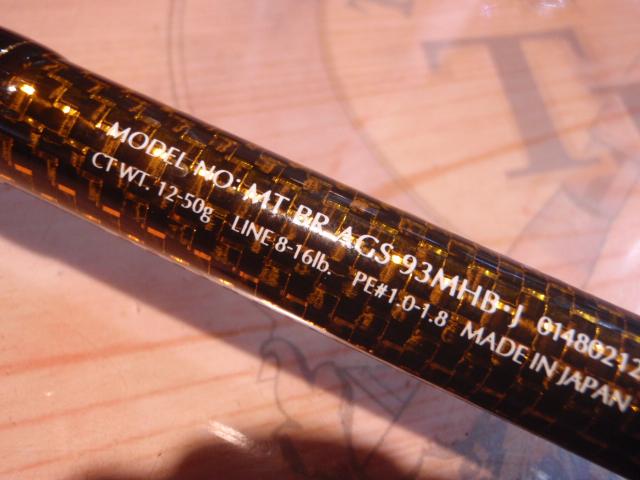 MODEL NO: MT BR AGS 93MHB-J 01480212
CT WT. 12-50g LINE 8-16lb. PE#1.0-1.8 MADE IN JAPAN
T